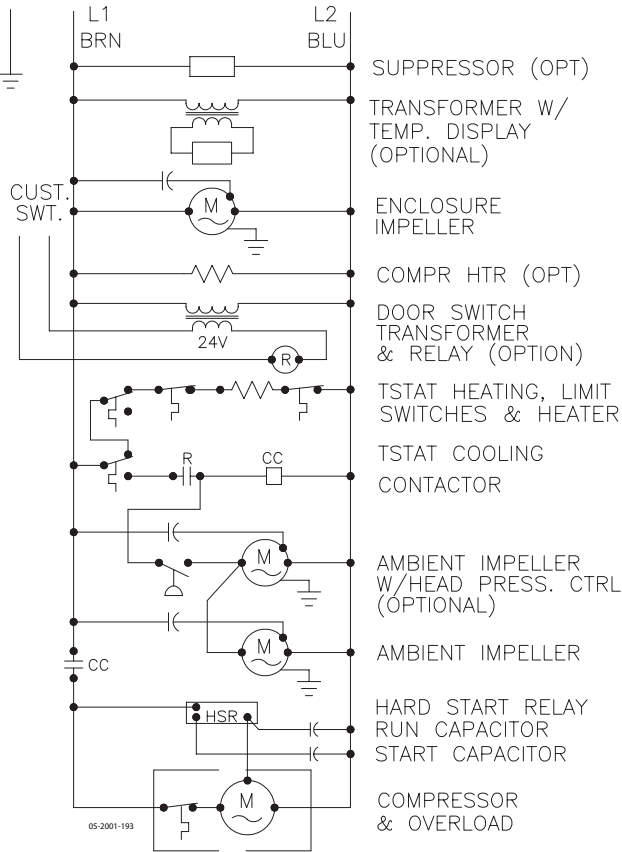 L1
L2
BRN
BLU
SUPPRESSOR (OPT)
TRANSFORMER W/
TEMP. DISPLAY
(OPTIONAL)
CUST.
SWT.
M
ENCLOSURE
IMPELLER
COMPR HTR (OPT)
DOOR SWITCH
TRANSFORMER
& RELAY (OPTION)
24V
R
TSTAT HEATING, LIMIT
SWITCHES & HEATER
TSTAT COOLING
R
CC
CONTACTOR
M
AMBIENT IMPELLER
W/HEAD PRESS. CTRL
(OPTIONAL)
M
AMBIENT IMPELLER
CC
HARD START RELAY
HSR
RUN CAPACITOR
START CAPACITOR
M
COMPRESSOR
& OVERLOAD
05-2001-193